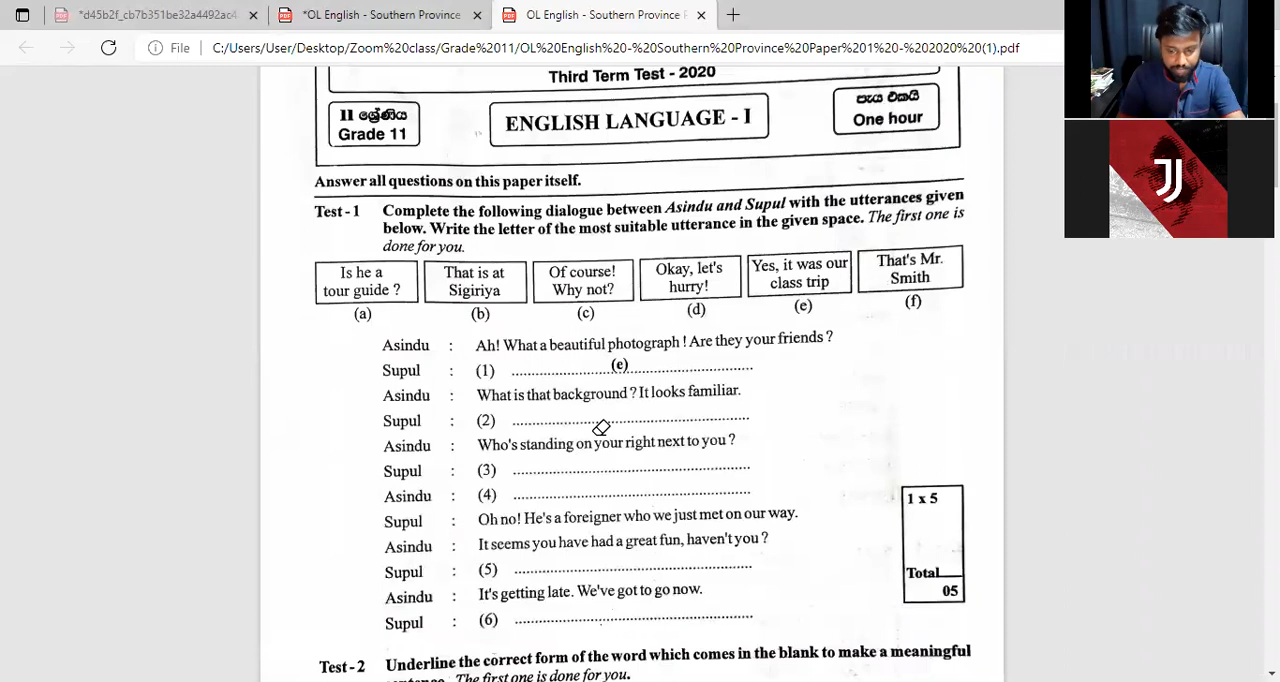 *d45b2f_cb7b351be32a4492ac4
*OL English - Southern Province
OL English - Southern Province P
File
C:/Users/User/Desktop/Zoom%20class/Grade%2011/OL%20English%20-%20Southern%20Province%20Paper%201%20-%202020%20(1).pdf
Third Term Test - 2020
11 ශ්‍රේණිය
Grade 11
ENGLISH LANGUAGE - I
පැය එකයි
One hour
Answer all questions on this paper itself.
Test - 1 Complete the following dialogue between Asindu and Supul with the utterances given
below. Write the letter of the most suitable utterance in the given space. The first one is
done for you.
Is he a
tour guide ?
(a)
That is at
Sigiriya
(b)
Of course!
Why not?
(c)
Okay, let's
hurry!
(d)
Yes, it was our
class trip
(e)
That's Mr.
Smith
(f)
Asindu : Ah! What a beautiful photograph ! Are they your friends ?
Supul : (1) ..............(e)..............
Asindu : What is that background ? It looks familiar.
Supul : (2) ............................
Asindu : Who's standing on your right next to you ?
Supul : (3) ............................
Asindu : (4) ............................
Supul : Oh no! He's a foreigner who we just met on our way.
Asindu : It seems you have had a great fun, haven't you ?
Supul : (5) ............................
Asindu : It's getting late. We've got to go now.
Supul : (6) ............................
1 x 5
Total
05
Test - 2 Underline the correct form of the word which comes in the blank to make a meaningful
The first one is done for you.